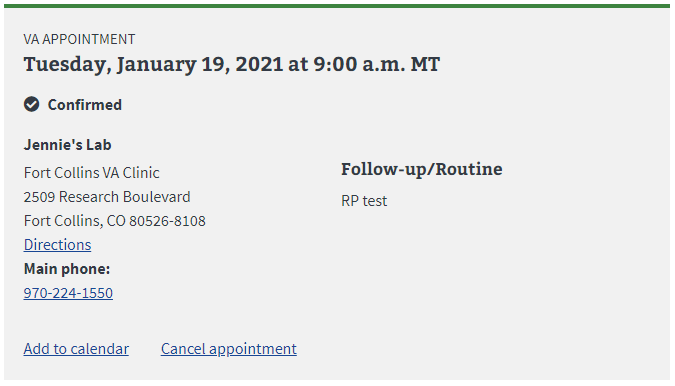 VA APPOINTMENT
Tuesday, January 19, 2021 at 9:00 a.m. MT
Confirmed
Jennie's Lab
Fort Collins VA Clinic
2509 Research Boulevard
Fort Collins, CO 80526-8108
Directions
Main phone:
970-224-1550
Follow-up/Routine
RP test
Add to calendar
Cancel appointment